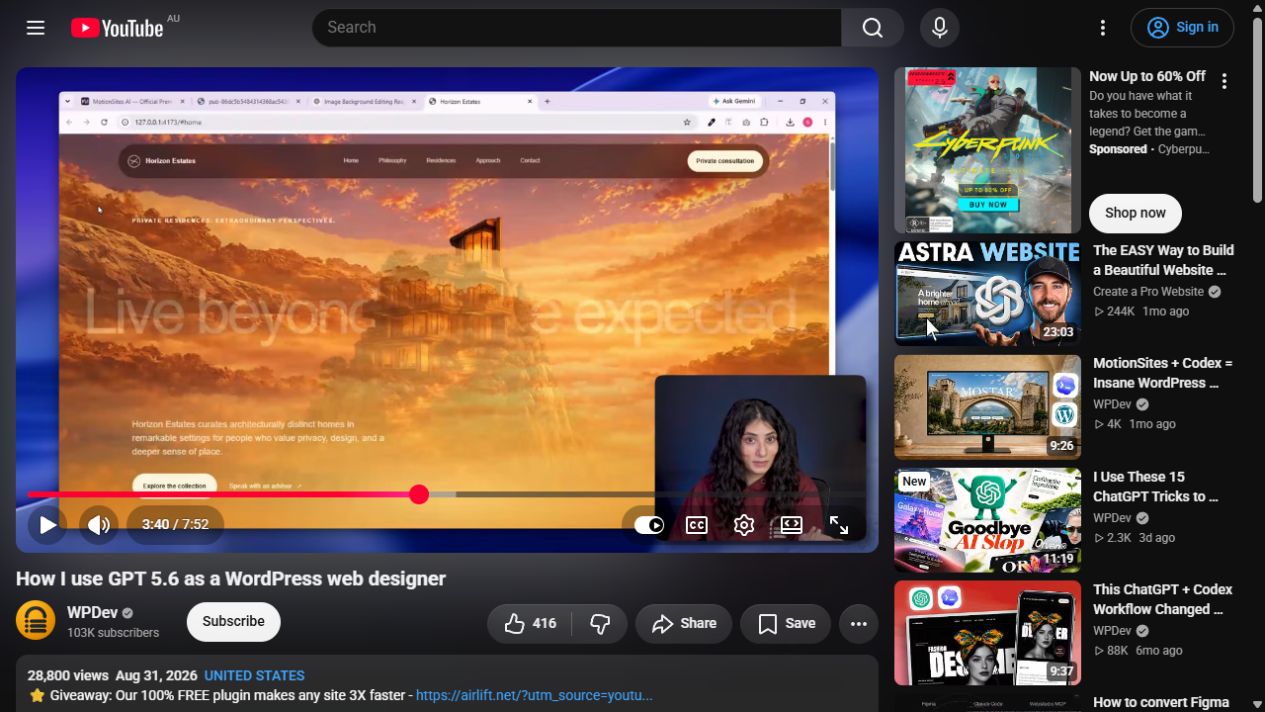 YouTube
AU
Search
Sign in
MotionSites AI — Official Prem
Image Background Editing Re
Horizon Estates
Ask Gemini
127.0.0.1:4173/#home
Horizon Estates
Home
Philosophy
Residences
Approach
Contact
Private consultation
PRIVATE RESIDENCES. EXTRAORDINARY PERSPECTIVES.
Live beyond
expected
Horizon Estates curates architecturally distinct homes in
remarkable settings for people who value privacy, design, and a
deeper sense of place.
Explore the collection
Speak with us advisor
3:40 / 7:52
CC
How I use GPT 5.6 as a WordPress web designer
WPDev
103K subscribers
Subscribe
416
Share
Save
28,800 views Aug 31, 2026 UNITED STATES
Giveaway: Our 100% FREE plugin makes any site 3X faster - https://airlift.net/?utm_source=youtu...
CYBERPUNK
UP TO 60% OFF
BUY NOW
Now Up to 60% Off
Do you have what it
takes to become a
legend? Get the gam...
Sponsored • Cyberpu...
Shop now
ASTRA WEBSITE
A brighter
home
23:03
The EASY Way to Build
a Beautiful Website ...
Create a Pro Website
244K 1mo ago
MOSTAR
9:26
MotionSites + Codex =
Insane WordPress ...
WPDev
4K 1mo ago
New
Galaxy Home
Goodbye
AI Slop
OR
11:19
I Use These 15
ChatGPT Tricks to ...
WPDev
2.3K 3d ago
9:37
This ChatGPT + Codex
Workflow Changed ...
WPDev
88K 6mo ago
Figma
Claude Code
How to convert Figma